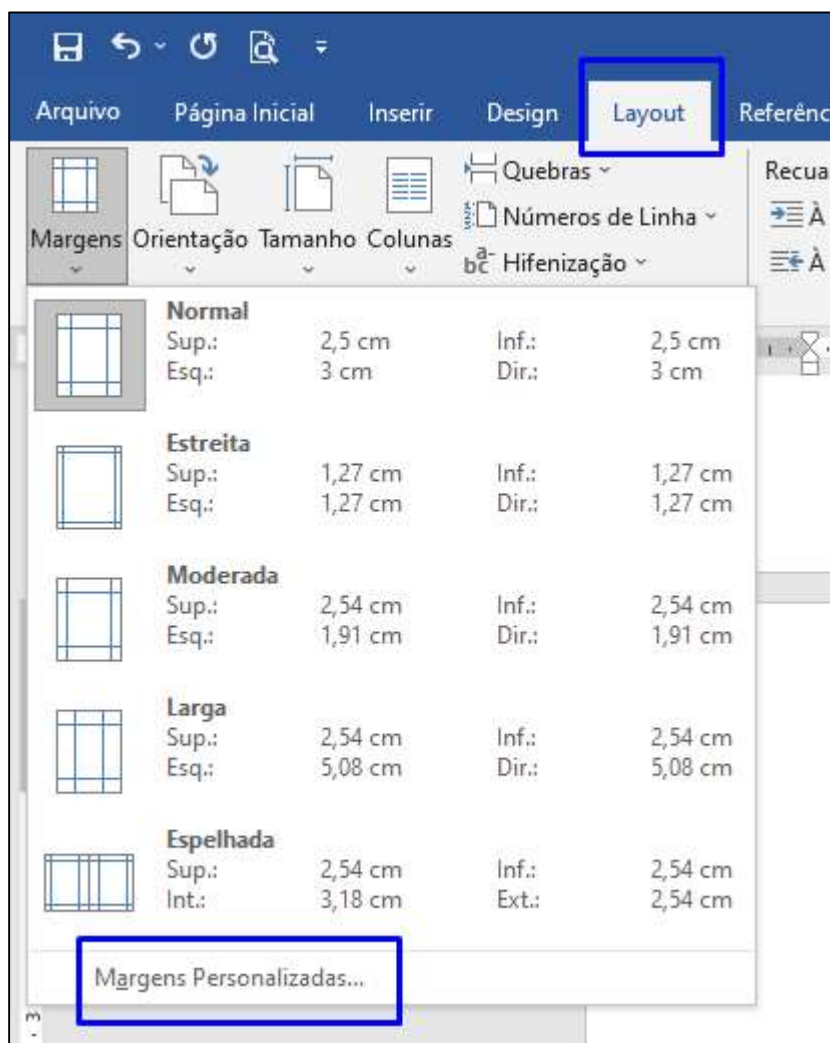 Arquivo Página Inicial Inserir Design Layout Referênc
Margens Orientação Tamanho Colunas
Quebras
Números de Linha
Hifenização
Recua
À
À
Normal
Sup.: 2,5 cm Inf.: 2,5 cm
Esq.: 3 cm Dir.: 3 cm
Estreita
Sup.: 1,27 cm Inf.: 1,27 cm
Esq.: 1,27 cm Dir.: 1,27 cm
Moderada
Sup.: 2,54 cm Inf.: 2,54 cm
Esq.: 1,91 cm Dir.: 1,91 cm
Larga
Sup.: 2,54 cm Inf.: 2,54 cm
Esq.: 5,08 cm Dir.: 5,08 cm
Espelhada
Sup.: 2,54 cm Inf.: 2,54 cm
Int.: 3,18 cm Ext.: 2,54 cm
Margens Personalizadas...
3